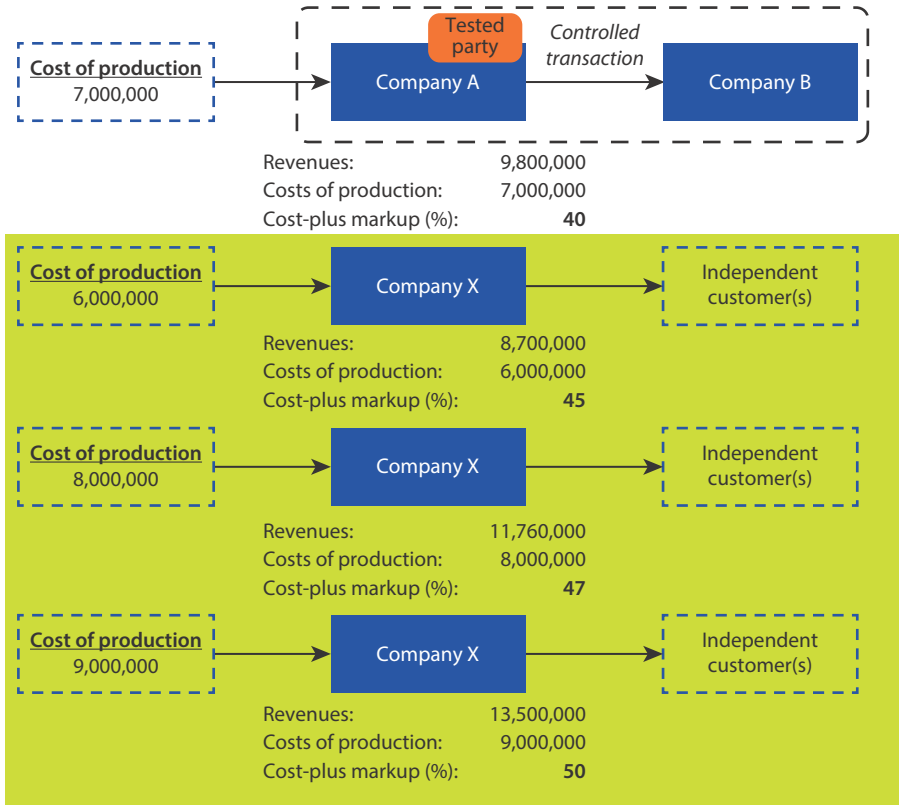 Tested
party
Controlled
transaction
Cost of production
7,000,000
Company A
Company B
Revenues: 9,800,000
Costs of production: 7,000,000
Cost-plus markup (%): 40
Cost of production
6,000,000
Company X
Independent
customer(s)
Revenues: 8,700,000
Costs of production: 6,000,000
Cost-plus markup (%): 45
Cost of production
8,000,000
Company X
Independent
customer(s)
Revenues: 11,760,000
Costs of production: 8,000,000
Cost-plus markup (%): 47
Cost of production
9,000,000
Company X
Independent
customer(s)
Revenues: 13,500,000
Costs of production: 9,000,000
Cost-plus markup (%): 50